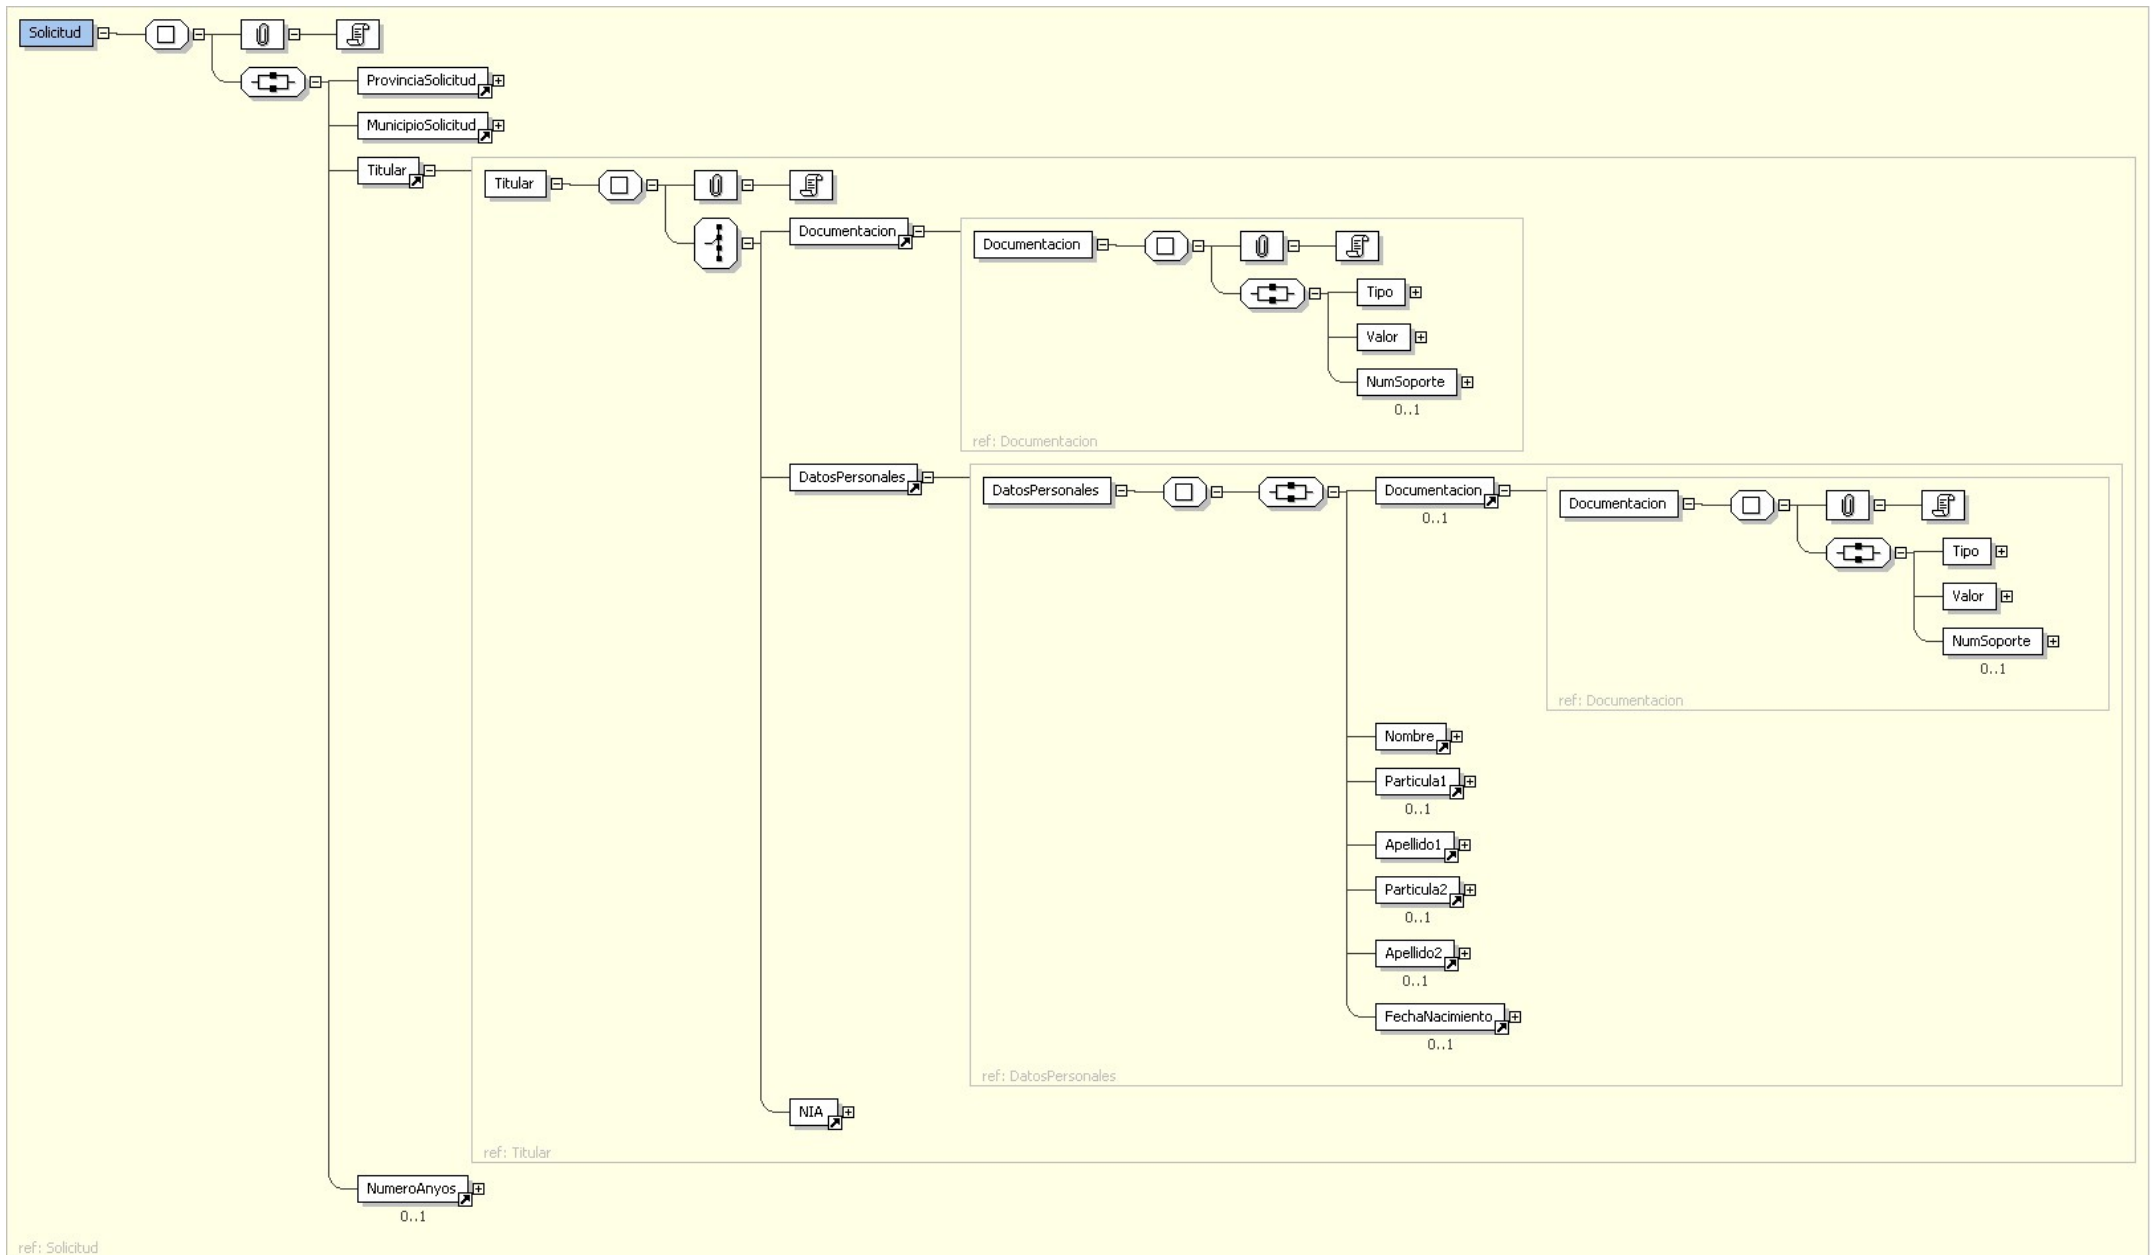 Solicitud
ProvinciaSolicitud
MunicipioSolicitud
Titular
Titular
Documentacion
Documentacion
Tipo
Valor
NumSoporte
0..1
ref: Documentacion
DatosPersonales
DatosPersonales
Documentacion
0..1
Documentacion
Tipo
Valor
NumSoporte
0..1
ref: Documentacion
Nombre
Particula1
0..1
Apellido1
Particula2
0..1
Apellido2
0..1
FechaNacimiento
0..1
ref: DatosPersonales
NIA
ref: Titular
NumeroAnyos
0..1
ref: Solicitud